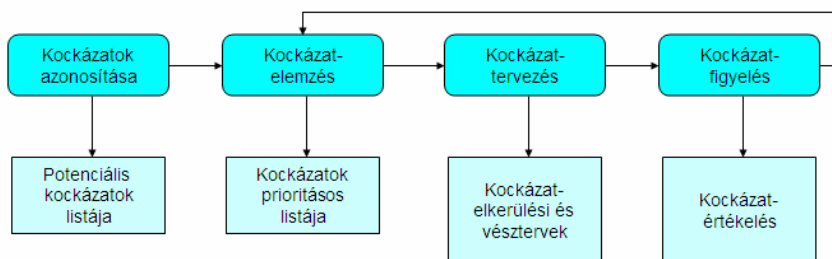 Kockázatok
azonosítása
Kockázat-
elemzés
Kockázat-
tervezés
Kockázat-
figyelés
Potenciális
kockázatok
listája
Kockázatok
prioritásos
listája
Kockázat-
elkerülési és
vésztervek
Kockázat-
értékelés